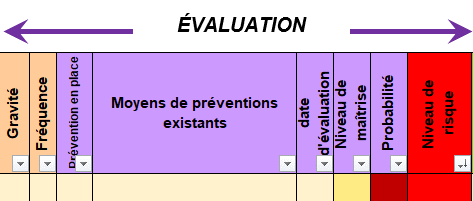 ÉVALUATION
Gravité
Fréquence
Prévention en place
Moyens de préventions
existants
date
d'évaluation
Niveau de
maîtrise
Probabilité
Niveau de
risque